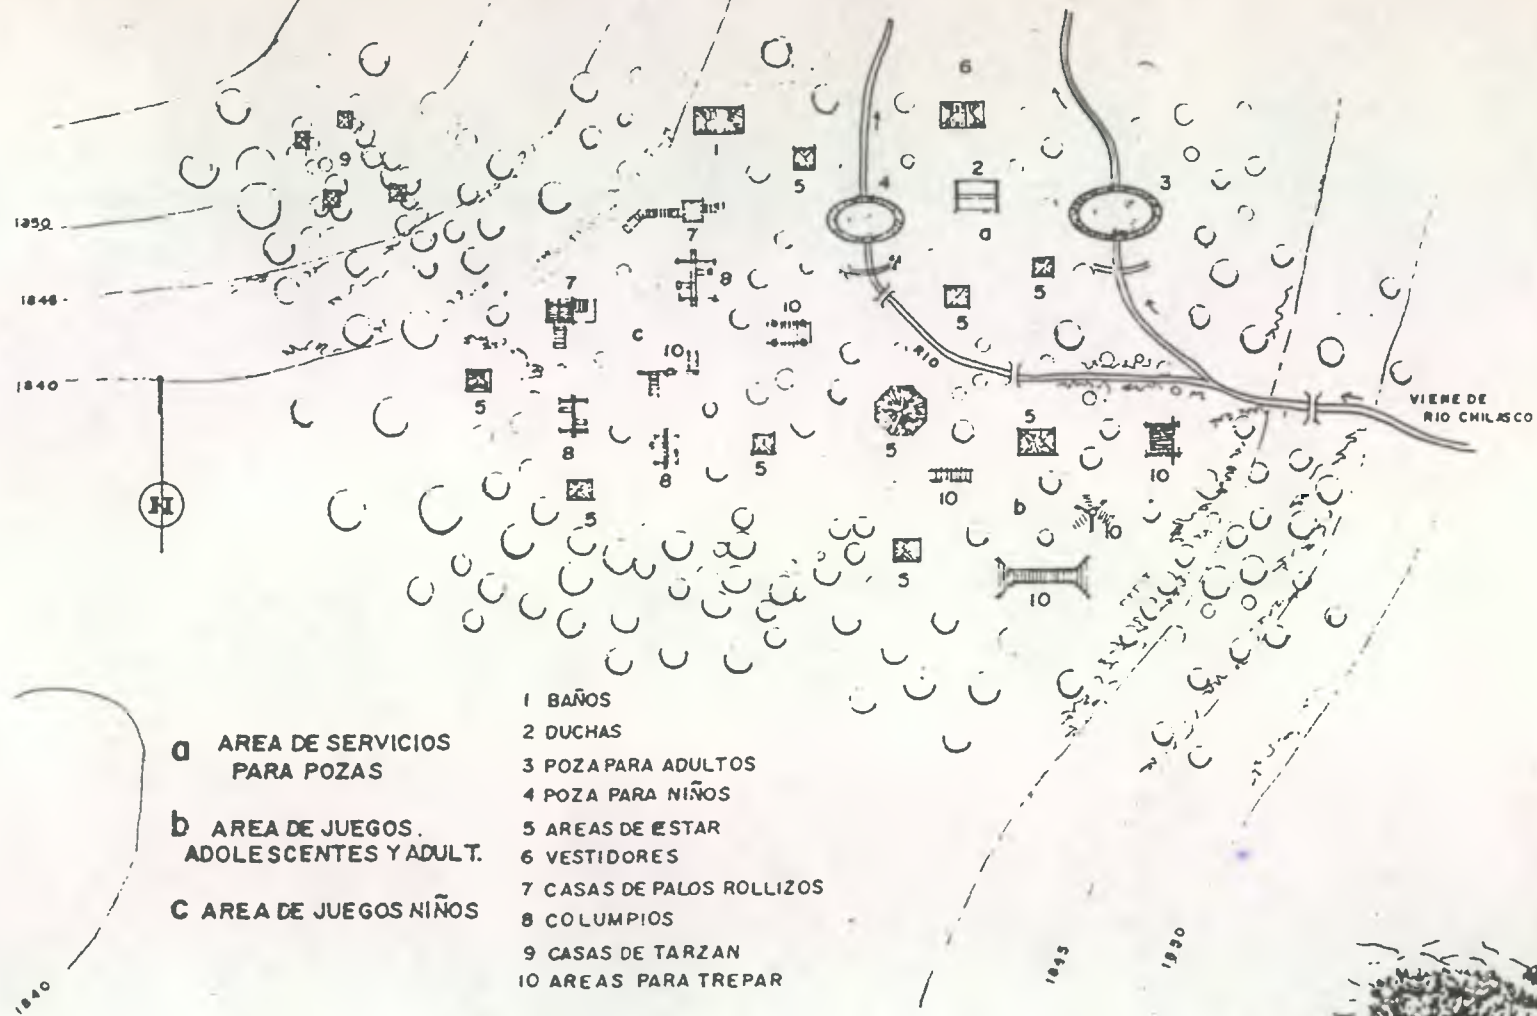 6
1
5
4
2
3
9
1850
7
a
8
5
5
1846
7
10
c
10
RIO
1840
5
VIENE DE
RIO CHILASCO
8
8
5
5
5
10
10
5
b
10
N
5
10
a AREA DE SERVICIOS
PARA POZAS
b AREA DE JUEGOS.
ADOLESCENTES Y ADULT.
C AREA DE JUEGOS NIÑOS
1 BAÑOS
2 DUCHAS
3 POZA PARA ADULTOS
4 POZA PARA NIÑOS
5 AREAS DE ESTAR
6 VESTIDORES
7 CASAS DE PALOS ROLLIZOS
8 COLUMPIOS
9 CASAS DE TARZAN
10 AREAS PARA TREPAR
1840